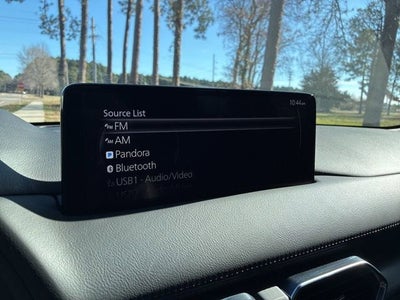 10:44
Source List
FM
AM
Pandora
Bluetooth
USB1 - Audio/Video